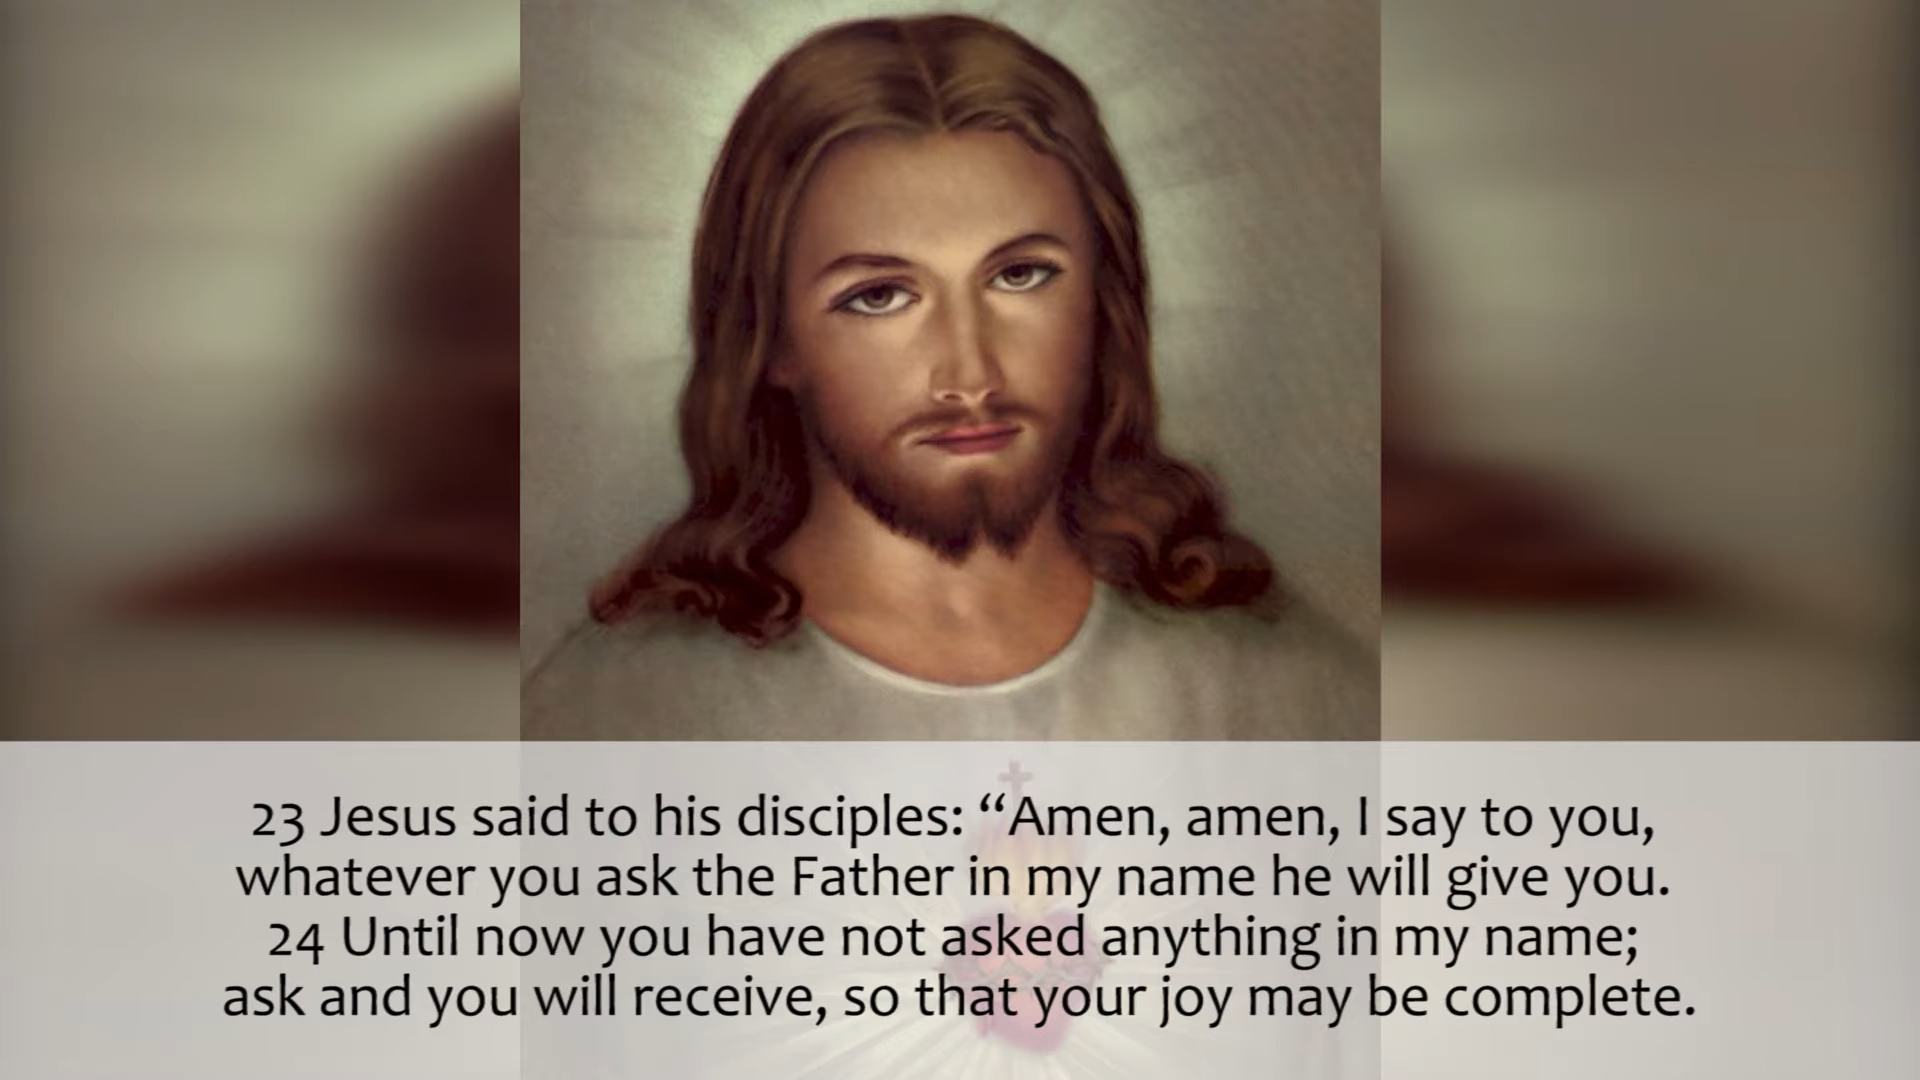 23 Jesus said to his disciples: “Amen, amen, I say to you,
whatever you ask the Father in my name he will give you.
24 Until now you have not asked anything in my name;
ask and you will receive, so that your joy may be complete.